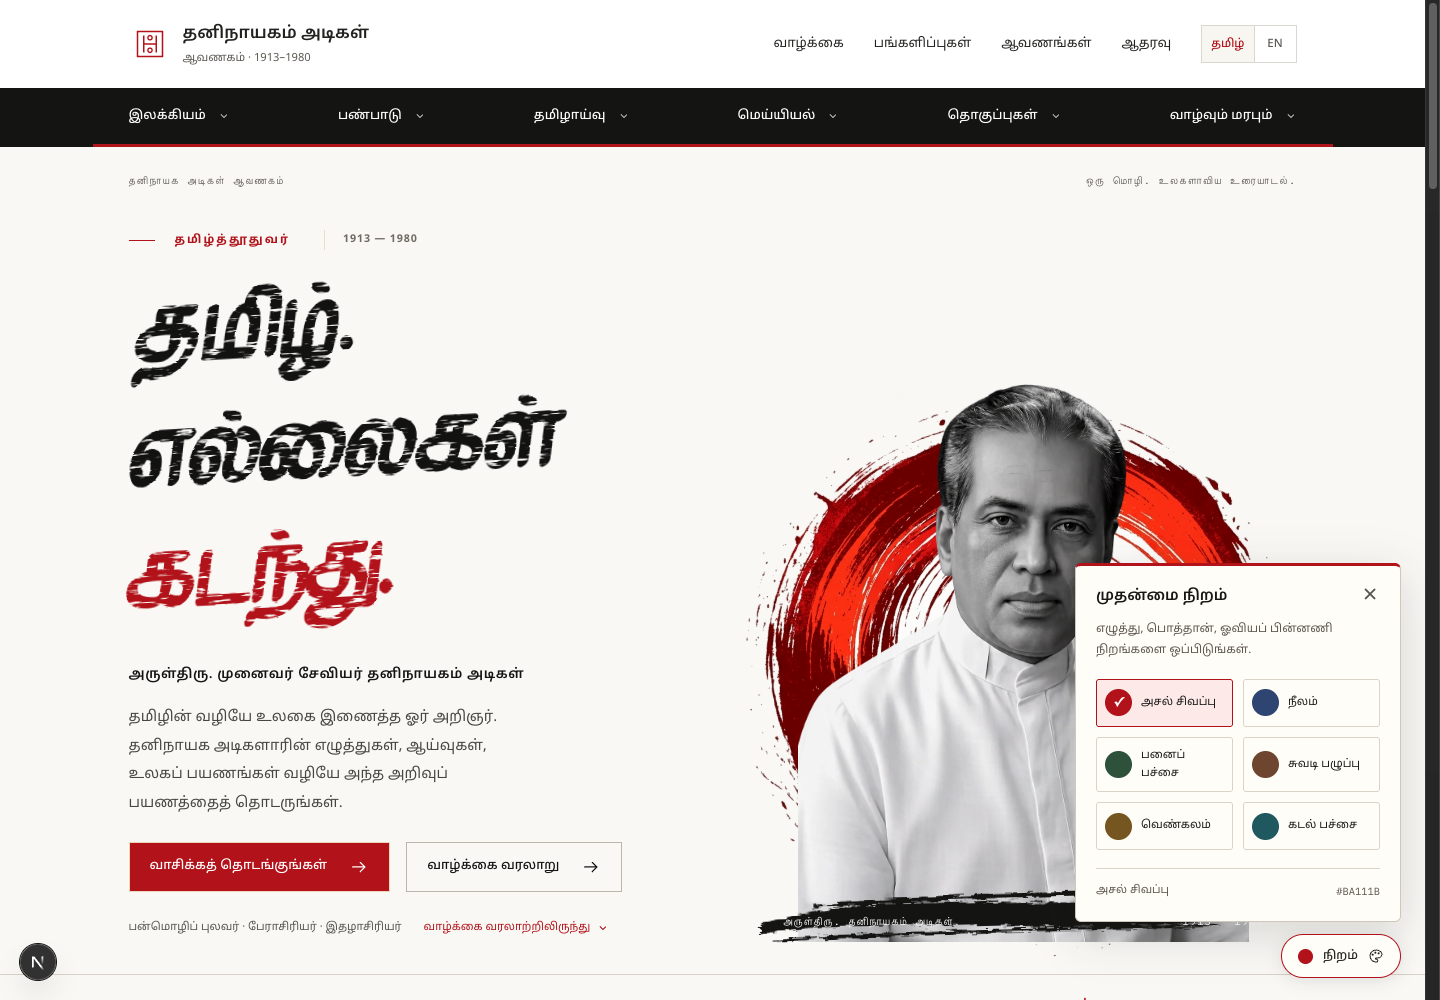 தனிநாயகம் அடிகள்
ஆவணகம் · 1913–1980
வாழ்க்கை பங்களிப்புகள் ஆவணங்கள் ஆதரவு தமிழ் EN
இலக்கியம் பண்பாடு தமிழாய்வு மெய்யியல் தொகுப்புகள் வாழ்வும் மரபும்
தனிநாயக அடிகள் ஆவணகம்
ஒரு மொழி. உலகளாவிய உரையாடல்.
தமிழ்த்தூதுவர் 1913 — 1980
தமிழ்.
எல்லைகள்
கடந்து.
அருள்திரு. முனைவர் சேவியர் தனிநாயகம் அடிகள்
தமிழின் வழியே உலகை இணைத்த ஓர் அறிஞர்.
தனிநாயக அடிகளாரின் எழுத்துகள், ஆய்வுகள்,
உலகப் பயணங்கள் வழியே அந்த அறிவுப்
பயணத்தைத் தொடருங்கள்.
வாசிக்கத் தொடங்குங்கள் →
வாழ்க்கை வரலாறு →
பன்மொழிப் புலவர் · பேராசிரியர் · இதழாசிரியர் வாழ்க்கை வரலாற்றிலிருந்து
அருள்திரு. தனிநாயகம் அடிகள்
முதன்மை நிறம் ✕
எழுத்து, பொத்தான், ஓவியப் பின்னணி
நிறங்களை ஒப்பிடுங்கள்.
அசல் சிவப்பு
நீலம்
பனைப்
பச்சை
சுவடி பழுப்பு
வெண்கலம்
கடல் பச்சை
அசல் சிவப்பு #BA111B
நிறம்
N